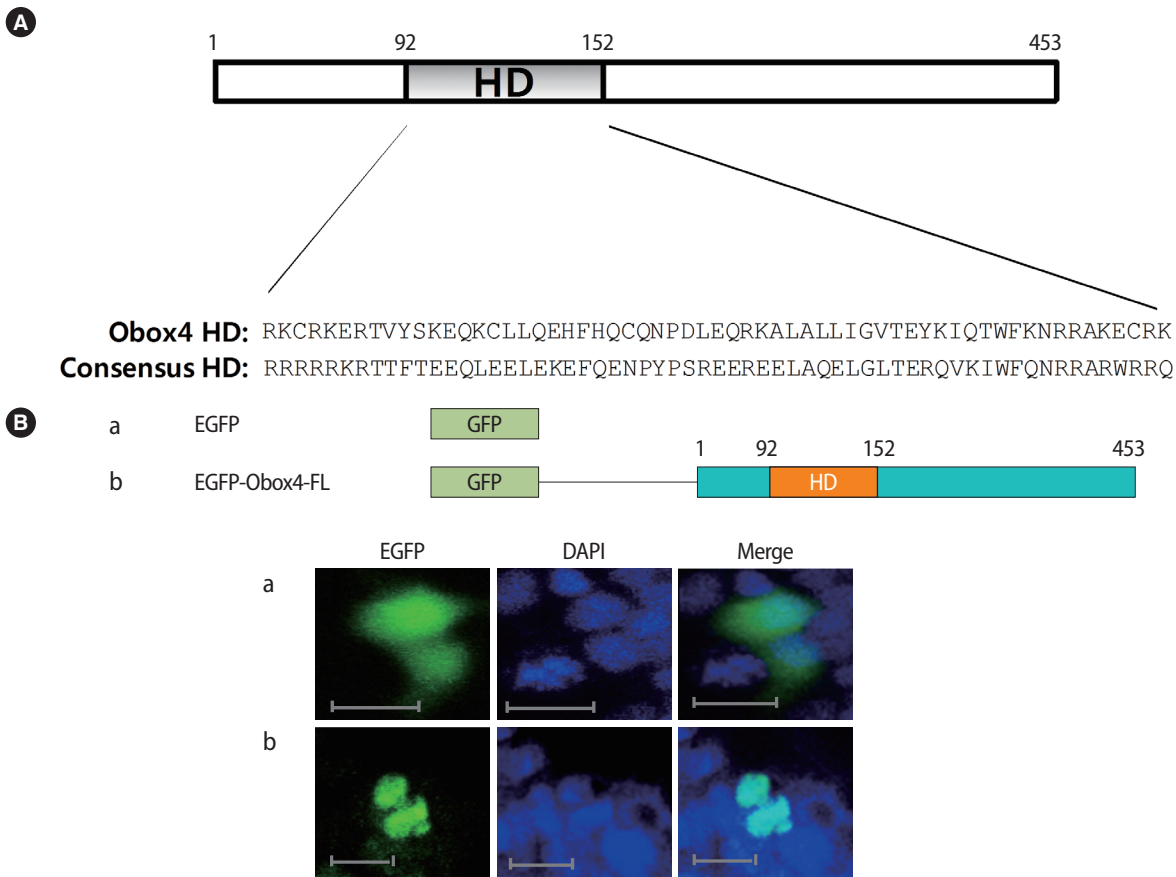 A
1 92 152 453
HD
Obox4 HD: RKCRKERTVYSKEQKCLLQEHFHQCQNPDLEQRKALALLIGVTEYKIQTWFKNRRAKECRK
Consensus HD: RRRRRKRTTFTEEQLEELEKEFQENPYPSREEREELAQELGLTERQVKIWFQNRRARWRRQ
B
a EGFP GFP
1 92 152 453
b EGFP-Obox4-FL GFP HD
EGFP DAPI Merge
a
b